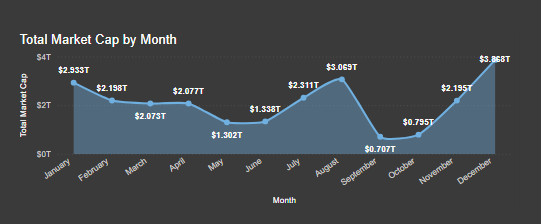 Total Market Cap by Month
$4T
$2T
$0T
Total Market Cap
$2.933T
$2.198T
$2.073T
$2.077T
$1.302T
$1.338T
$2.311T
$3.069T
$0.707T
$0.795T
$2.195T
$3.868T
January
February
March
April
May
June
July
August
September
October
November
December
Month